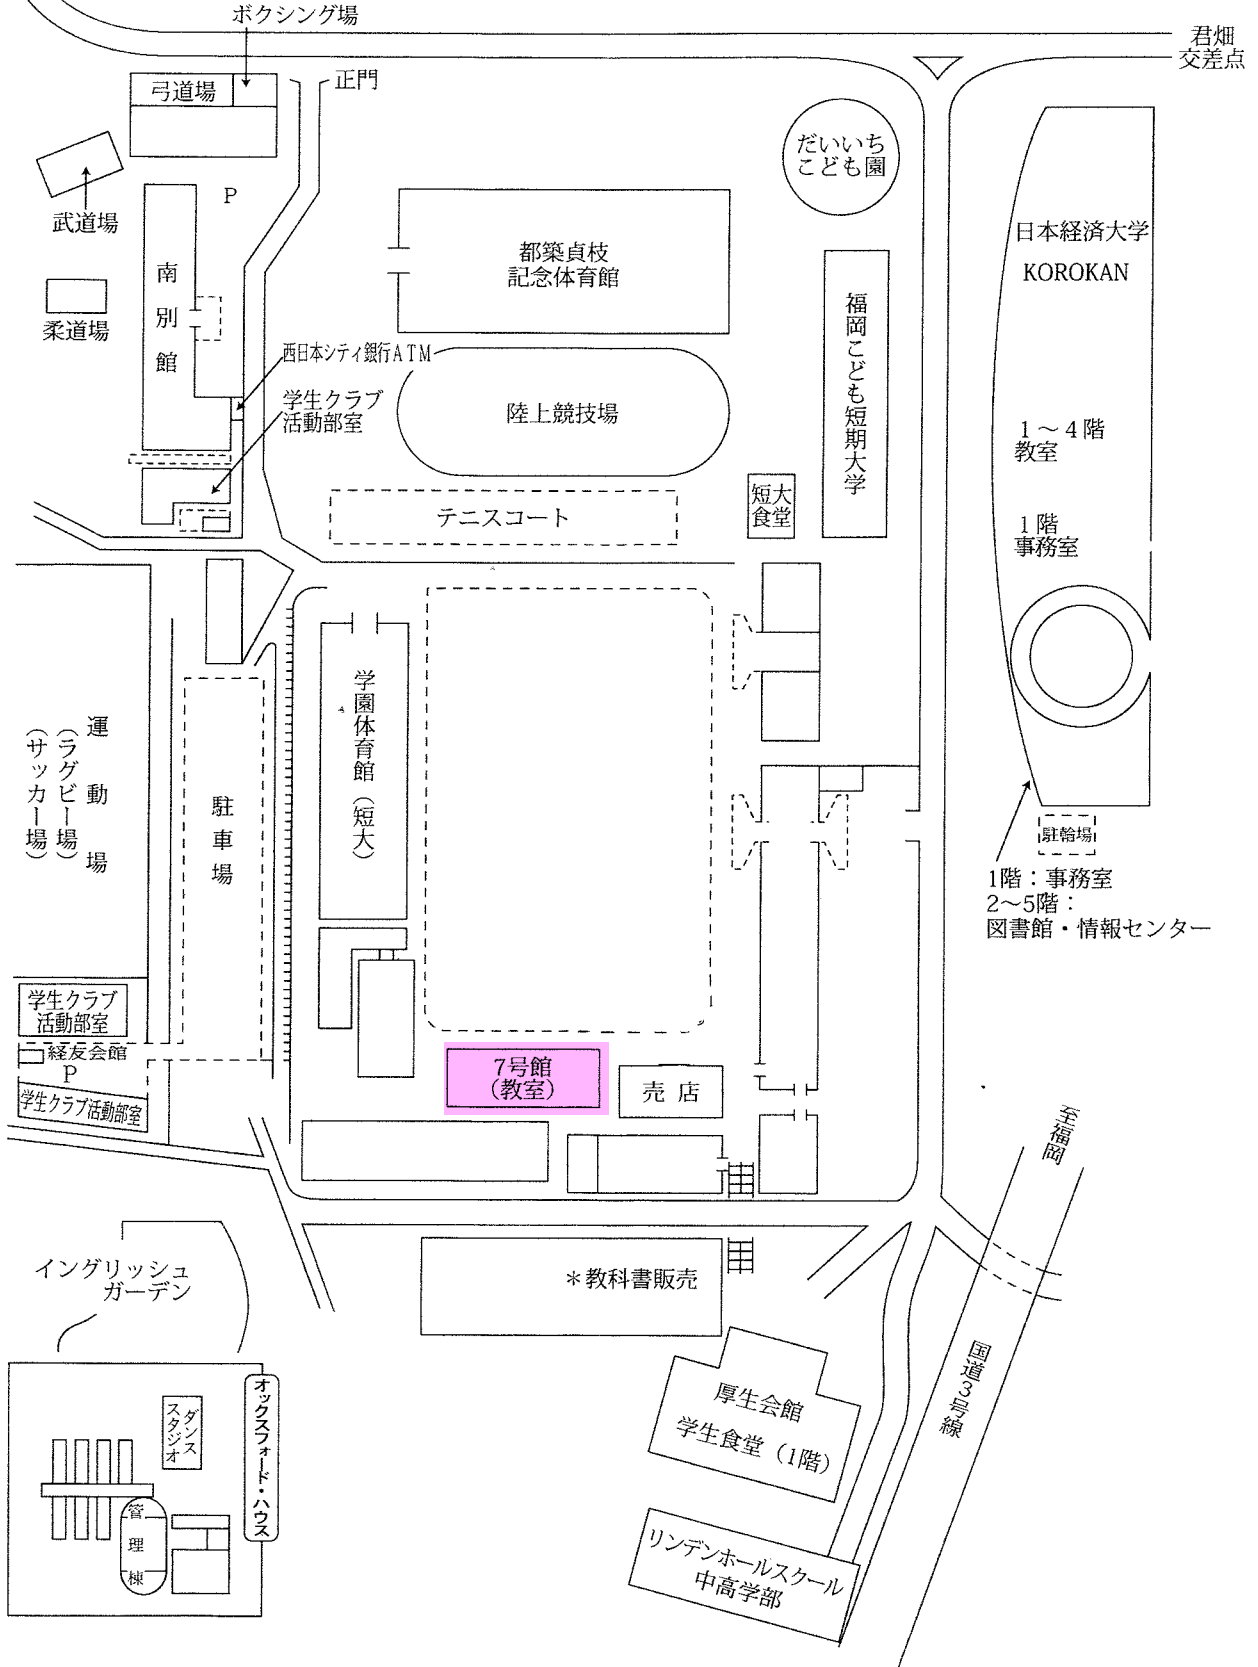 ボクシング場
君畑
交差点
弓道場
正門
だいいち
こども園
武道場
P
都築貞枝
記念体育館
日本経済大学
KOROKAN
南別館
柔道場
福岡こども短期大学
西日本シティ銀行ATM
学生クラブ
活動部室
陸上競技場
1～4階
教室
短大
食堂
テニスコート
1階
事務室
学園体育館（短大）
運動場
（ラグビー場）
（サッカー場）
駐車場
駐輪場
1階：事務室
2～5階：
図書館・情報センター
学生クラブ
活動部室
経友会館
P
学生クラブ活動部室
7号館
（教室）
売店
至福岡
イングリッシュ
ガーデン
＊教科書販売
国道3号線
厚生会館
学生食堂（1階）
オックスフォード・ハウス
ダンス
スタジオ
管理棟
リンデンホールスクール
中高学部